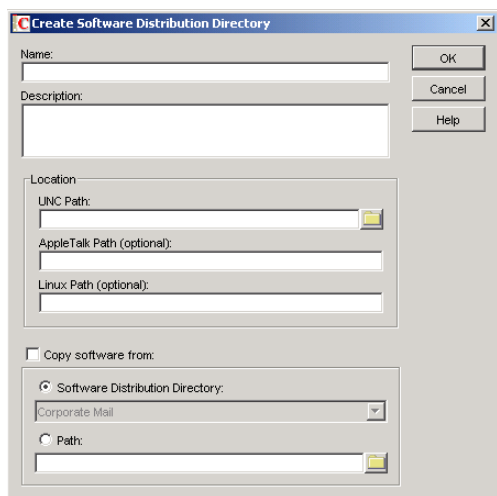 Create Software Distribution Directory
Name:
OK
Description:
Cancel
Help
Location
UNC Path:
AppleTalk Path (optional):
Linux Path (optional):
Copy software from:
Software Distribution Directory:
Corporate Mail
Path: